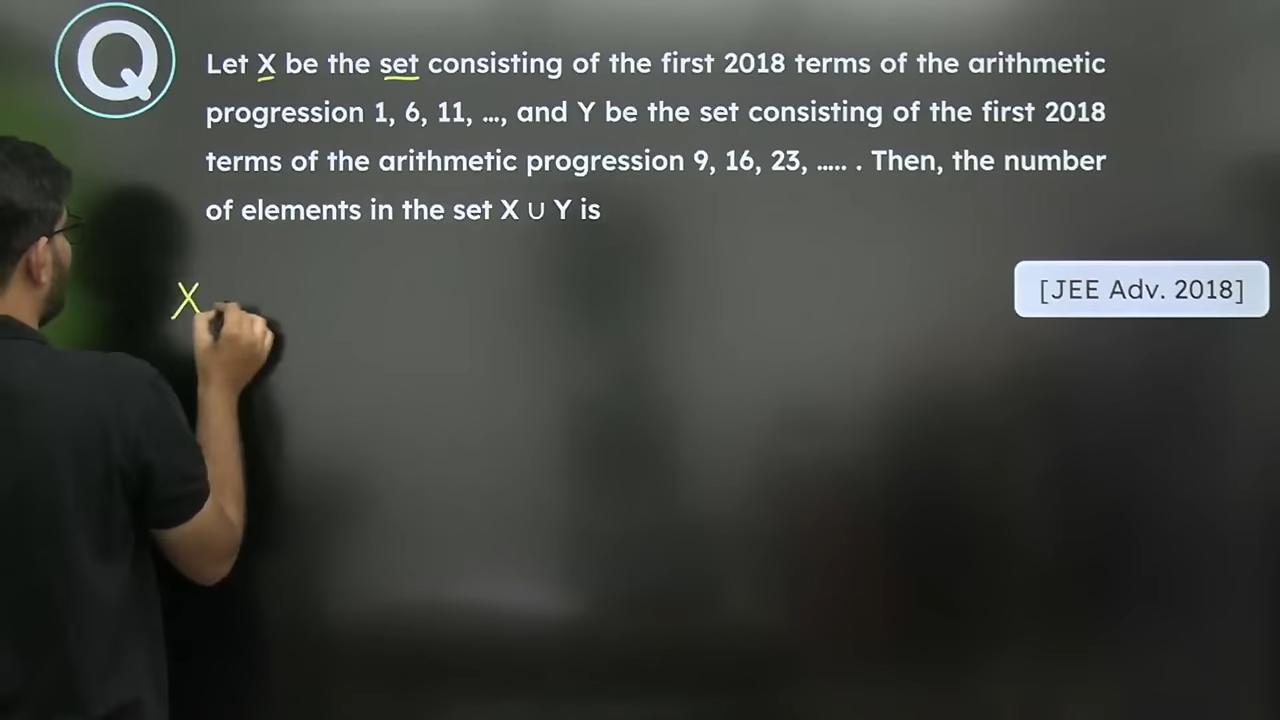 Q
Let X be the set consisting of the first 2018 terms of the arithmetic
progression 1, 6, 11, ..., and Y be the set consisting of the first 2018
terms of the arithmetic progression 9, 16, 23, ..... . Then, the number
of elements in the set X ∪ Y is
[JEE Adv. 2018]
X